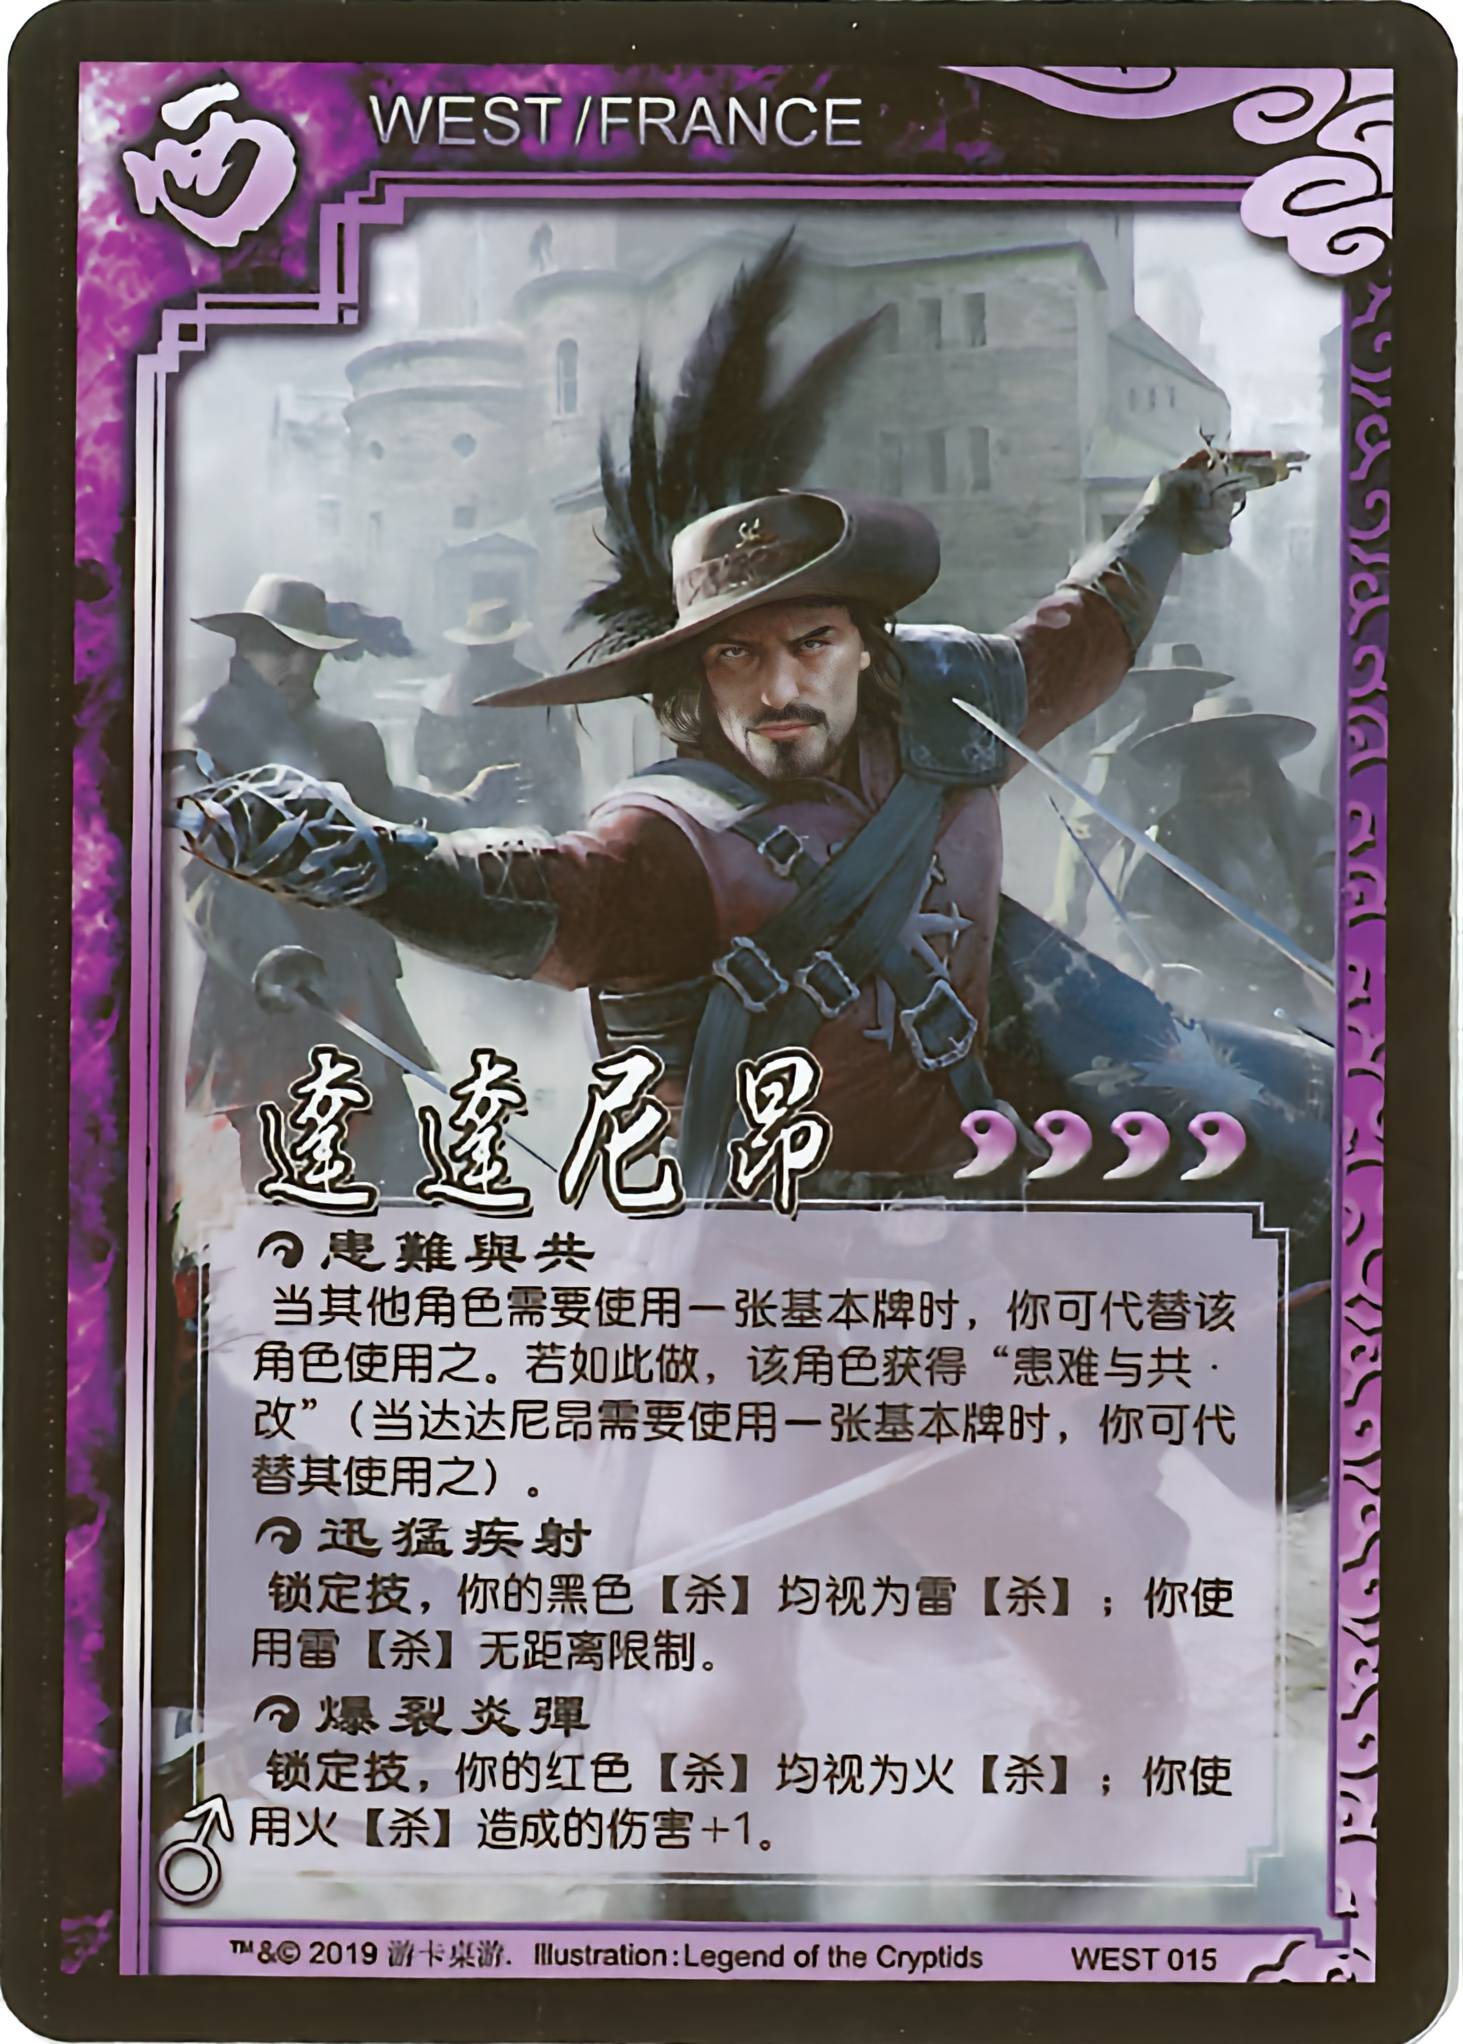 西
WEST/FRANCE
達達尼昂
患難與共
当其他角色需要使用一张基本牌时，你可代替该
角色使用之。若如此做，该角色获得“患难与共·
改”（当达达尼昂需要使用一张基本牌时，你可代
替其使用之）。
迅猛疾射
锁定技，你的黑色【杀】均视为雷【杀】；你使
用雷【杀】无距离限制。
爆裂炎彈
锁定技，你的红色【杀】均视为火【杀】；你使
用火【杀】造成的伤害+1。
™&© 2019 游卡桌游. Illustration:Legend of the Cryptids
WEST 015